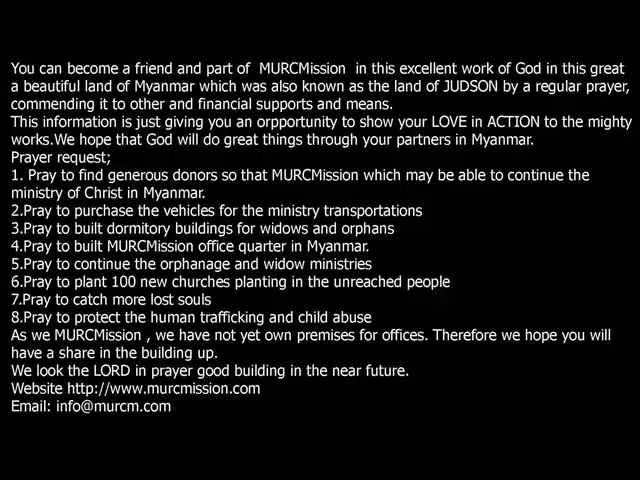 You can become a friend and part of  MURCMission  in this excellent work of God in this great
a beautiful land of Myanmar which was also known as the land of JUDSON by a regular prayer,
commending it to other and financial supports and means.
This information is just giving you an orpportunity to show your LOVE in ACTION to the mighty
works.We hope that God will do great things through your partners in Myanmar.
Prayer request;
1. Pray to find generous donors so that MURCMission which may be able to continue the
ministry of Christ in Myanmar.
2.Pray to purchase the vehicles for the ministry transportations
3.Pray to built dormitory buildings for widows and orphans
4.Pray to built MURCMission office quarter in Myanmar.
5.Pray to continue the orphanage and widow ministries
6.Pray to plant 100 new churches planting in the unreached people
7.Pray to catch more lost souls
8.Pray to protect the human trafficking and child abuse
As we MURCMission , we have not yet own premises for offices. Therefore we hope you will
have a share in the building up.
We look the LORD in prayer good building in the near future.
Website http://www.murcmission.com
Email: info@murcm.com